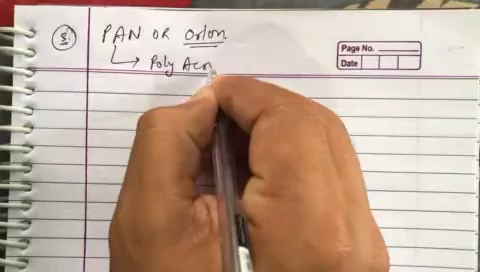 8. PAN OR Orlon
Page No.
→ Poly Acr
Date